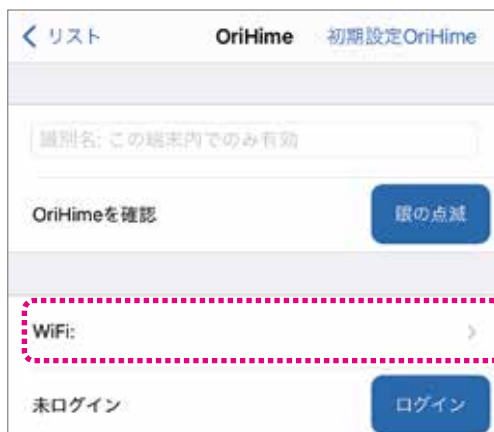 リスト OriHime 初期設定OriHime
識別名: この端末内でのみ有効
OriHimeを確認 眼の点滅
WiFi:
未ログイン ログイン